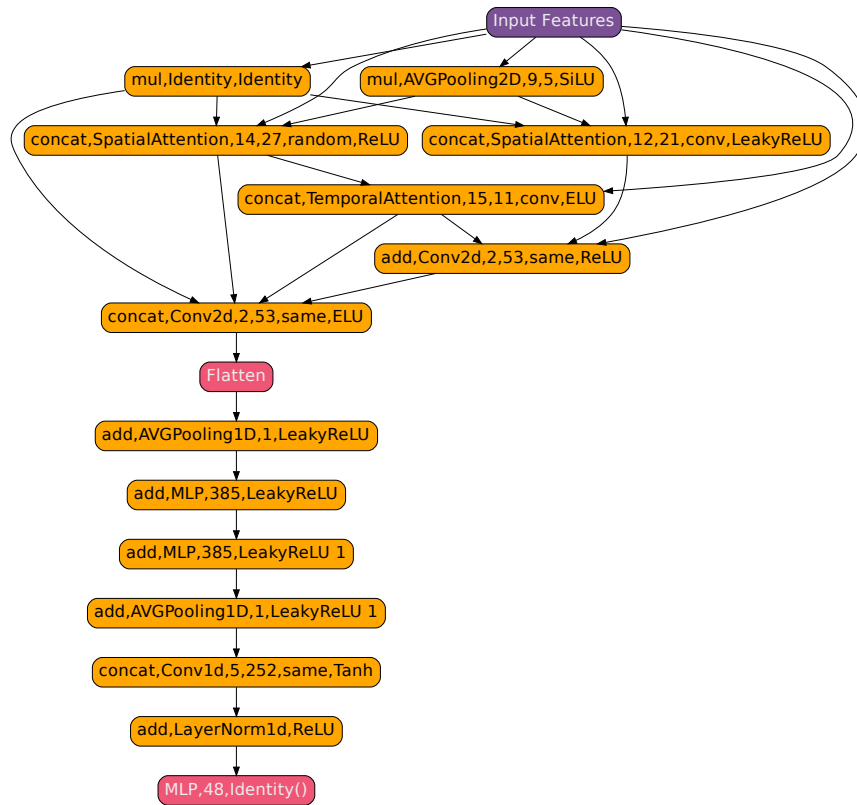 Input Features
mul,Identity,Identity
mul,AVGPooling2D,9,5,SiLU
concat,SpatialAttention,14,27,random,ReLU
concat,SpatialAttention,12,21,conv,LeakyReLU
concat,TemporalAttention,15,11,conv,ELU
add,Conv2d,2,53,same,ReLU
concat,Conv2d,2,53,same,ELU
Flatten
add,AVGPooling1D,1,LeakyReLU
add,MLP,385,LeakyReLU
add,MLP,385,LeakyReLU 1
add,AVGPooling1D,1,LeakyReLU 1
concat,Conv1d,5,252,same,Tanh
add,LayerNorm1d,ReLU
MLP,48,Identity()